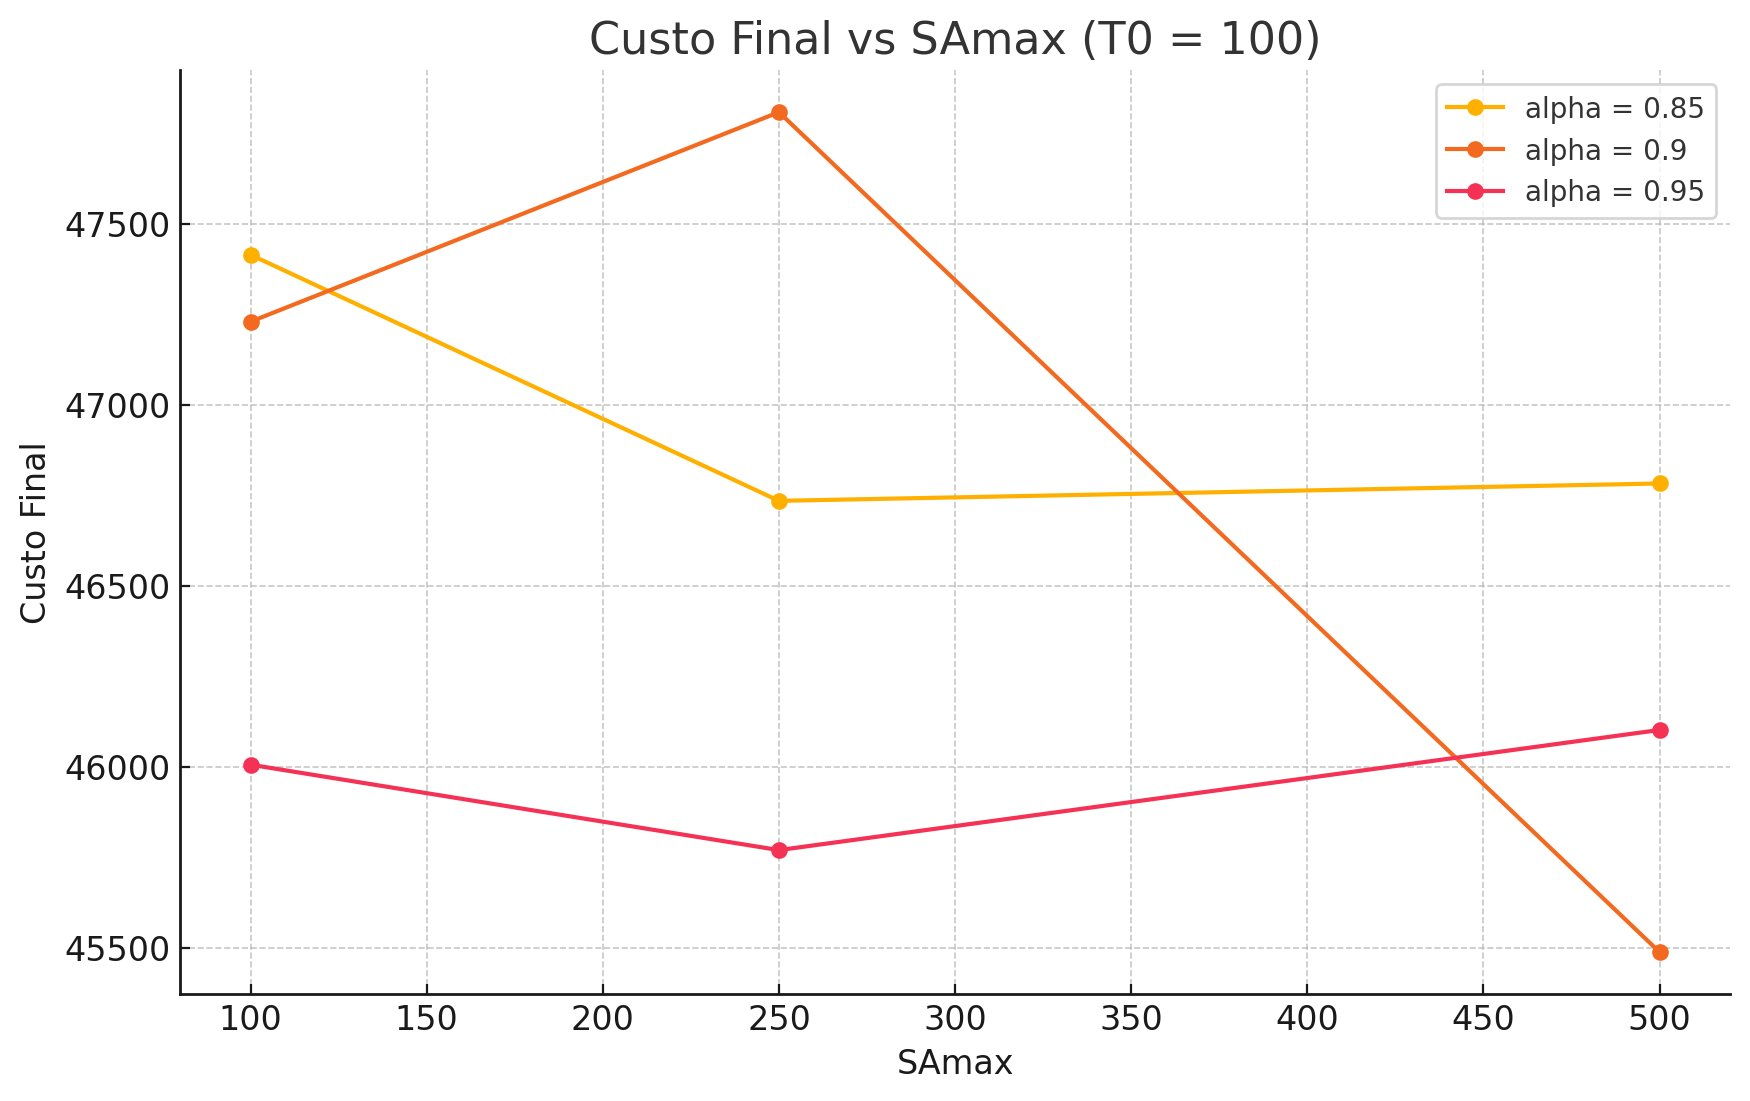 Custo Final vs SAmax (T0 = 100)
alpha = 0.85
alpha = 0.9
alpha = 0.95
Custo Final
47500
47000
46500
46000
45500
100 150 200 250 300 350 400 450 500
SAmax